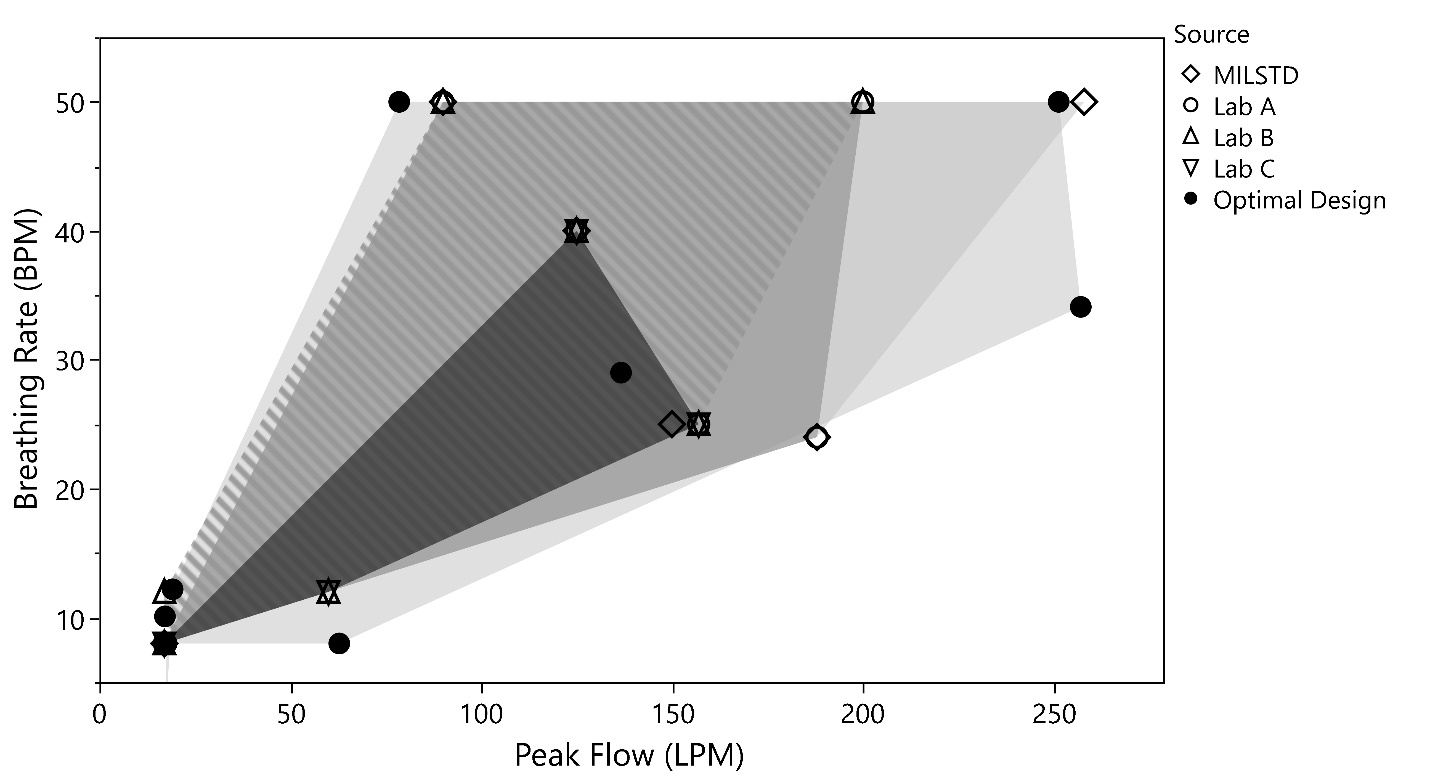 Source
MILSTD
Lab A
Lab B
Lab C
Optimal Design
Breathing Rate (BPM)
50
40
30
20
10
0
50
100
150
200
250
Peak Flow (LPM)